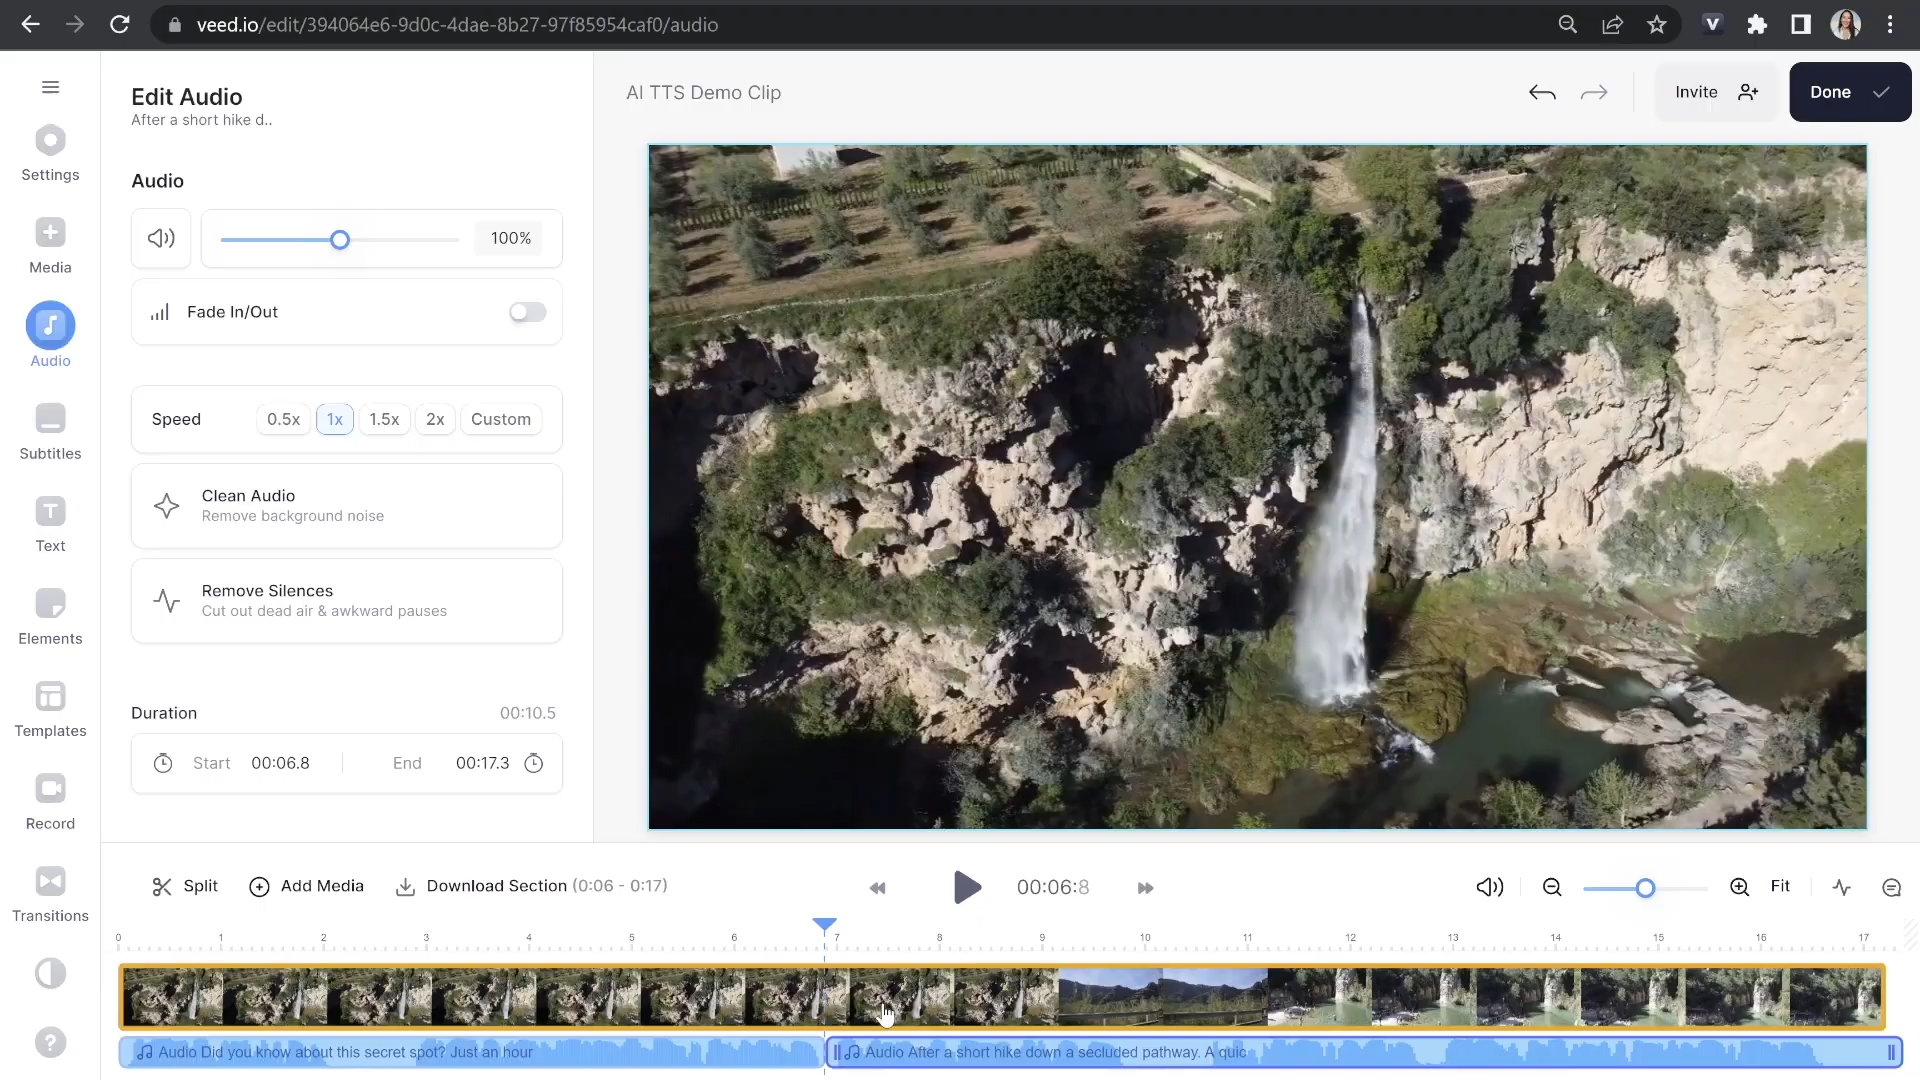 veed.io/edit/394064e6-9d0c-4dae-8b27-97f85954caf0/audio
Settings
Media
Audio
Subtitles
Text
Elements
Templates
Record
Transitions
Edit Audio
After a short hike d..
Audio
100%
Fade In/Out
Speed 0.5x 1x 1.5x 2x Custom
Clean Audio
Remove background noise
Remove Silences
Cut out dead air & awkward pauses
Duration 00:10.5
Start 00:06.8 End 00:17.3
AI TTS Demo Clip
Invite
Done
Split Add Media Download Section (0:06 - 0:17) 00:06:8 Fit
0 1 2 3 4 5 6 7 8 9 10 11 12 13 14 15 16 17
Audio Did you know about this secret spot? Just an hour
Audio After a short hike down a secluded pathway. A quic